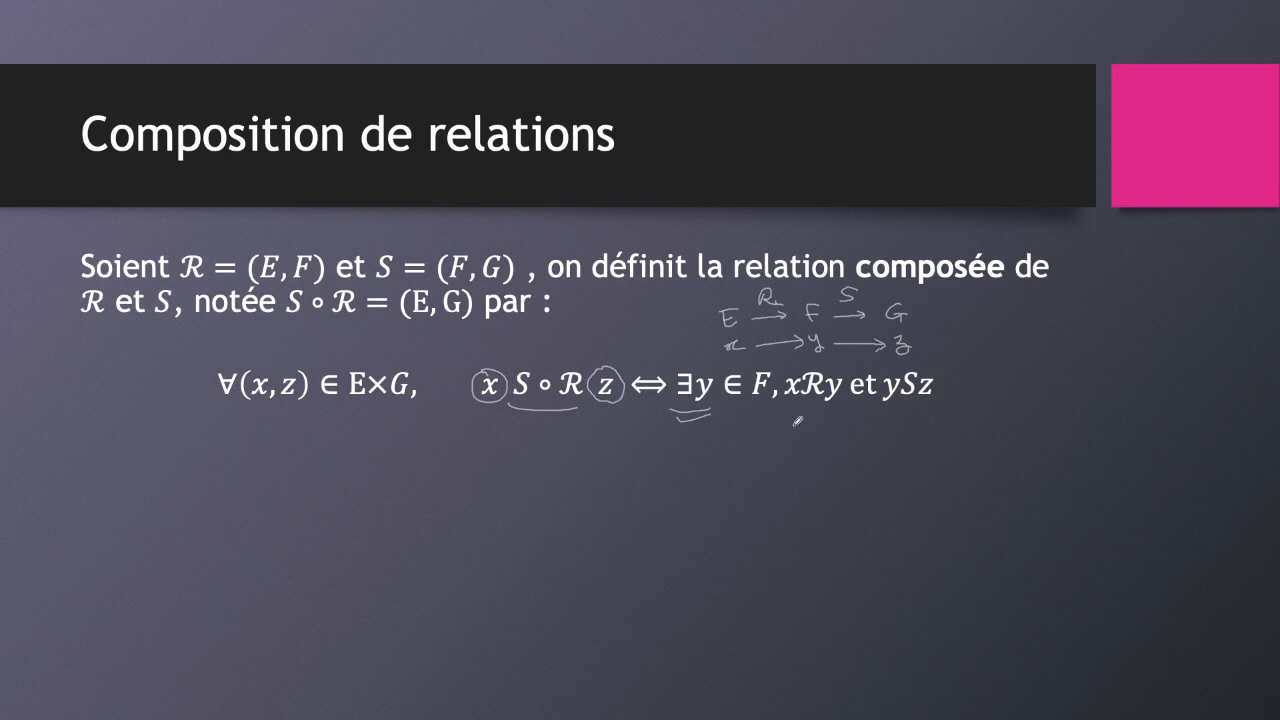 Composition de relations
Soient ℛ = (E, F) et S = (F, G) , on définit la relation composée de
ℛ et S, notée S ∘ ℛ = (E, G) par :
E R→ F S→ G
x → y → z
∀(x, z) ∈ E×G, x S ∘ ℛ z ⟺ ∃y ∈ F, xℛy et ySz